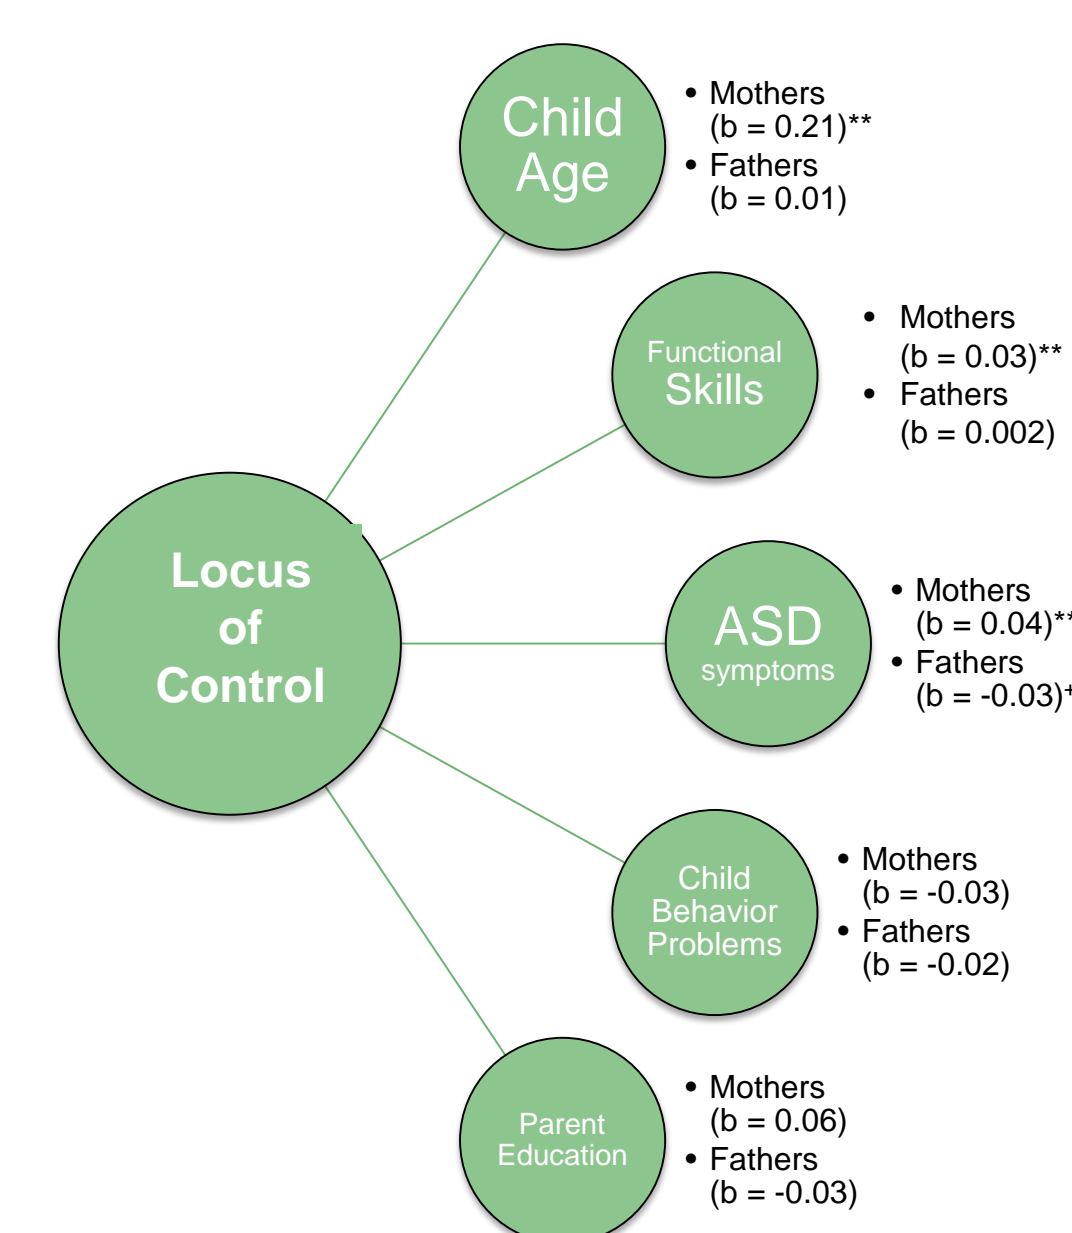 Child
Age
• Mothers
(b = 0.21)**
• Fathers
(b = 0.01)
Functional
Skills
• Mothers
(b = 0.03)**
• Fathers
(b = 0.002)
Locus
of
Control
ASD
symptoms
• Mothers
(b = 0.04)**
• Fathers
(b = -0.03)+
Child
Behavior
Problems
• Mothers
(b = -0.03)
• Fathers
(b = -0.02)
Parent
Education
• Mothers
(b = 0.06)
• Fathers
(b = -0.03)